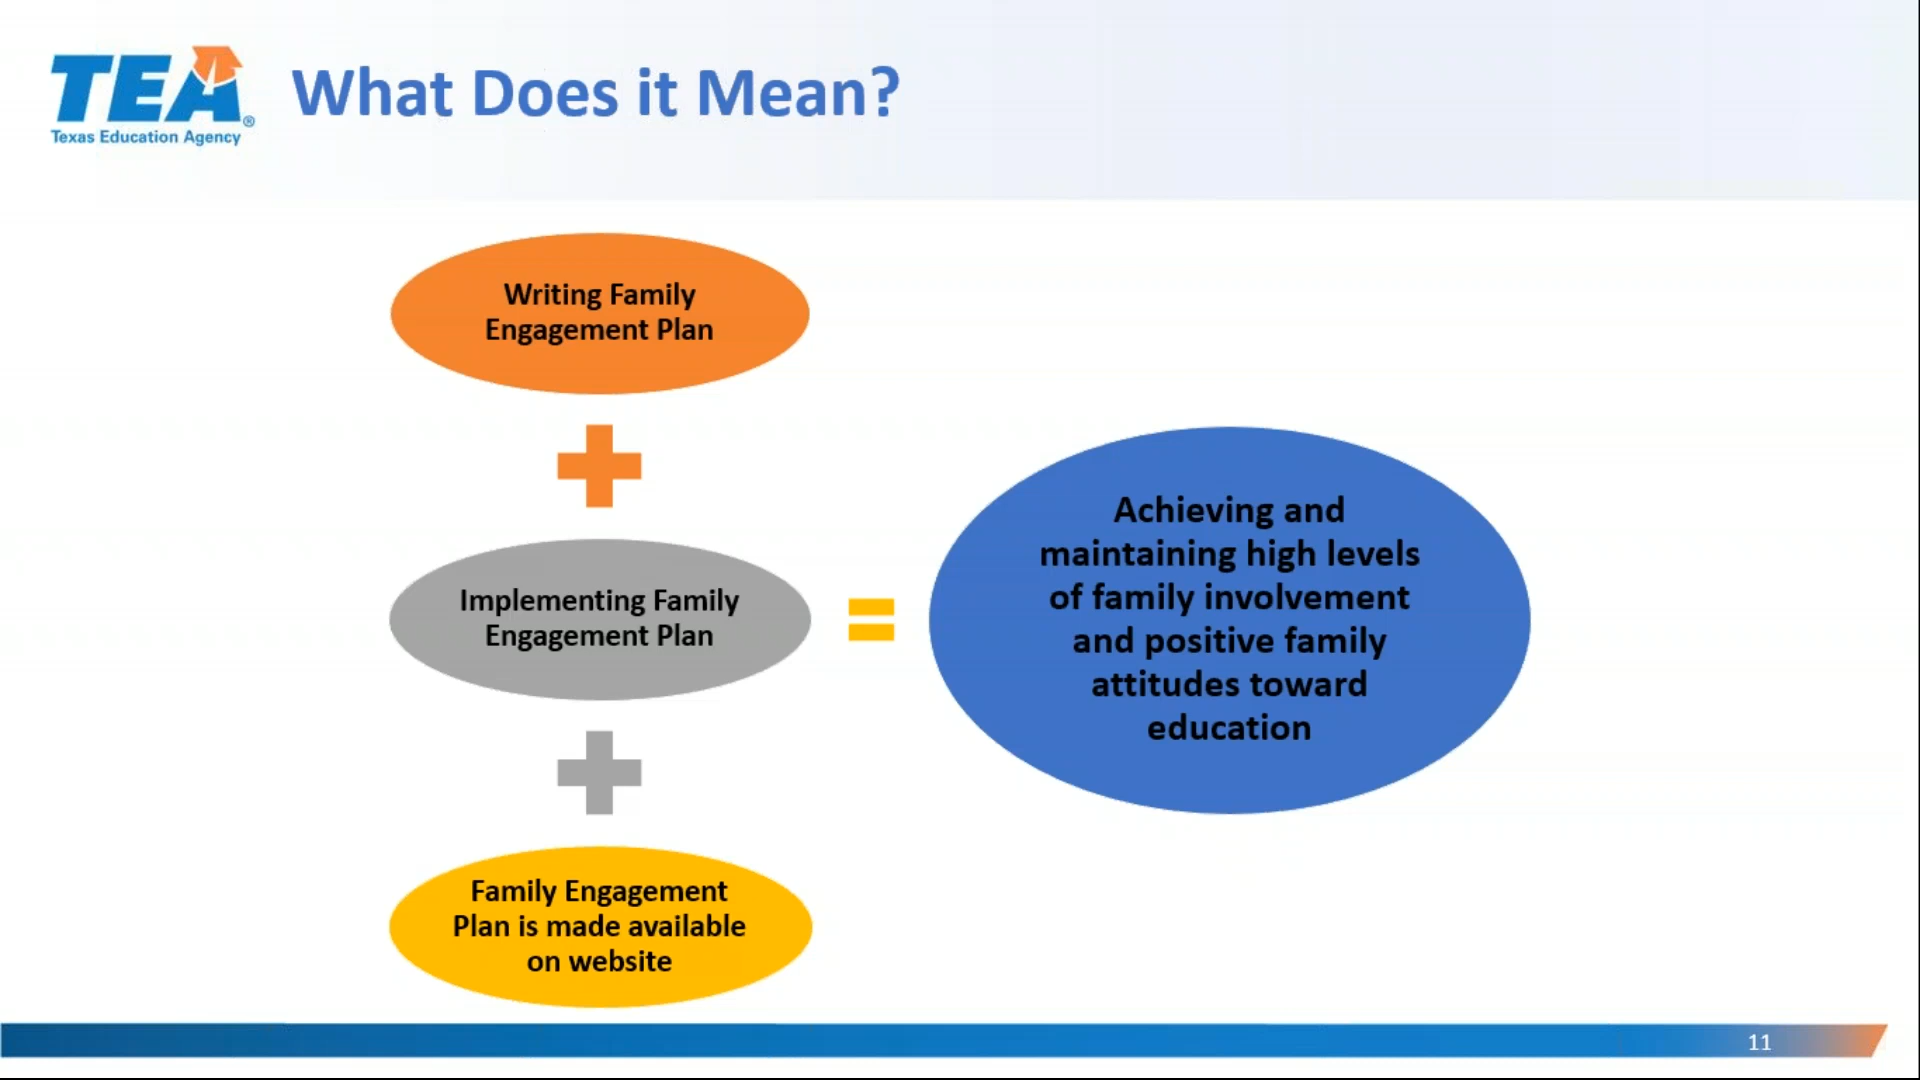 TEA®
Texas Education Agency
What Does it Mean?
Writing Family
Engagement Plan
Implementing Family
Engagement Plan
Family Engagement
Plan is made available
on website
Achieving and
maintaining high levels
of family involvement
and positive family
attitudes toward
education
11